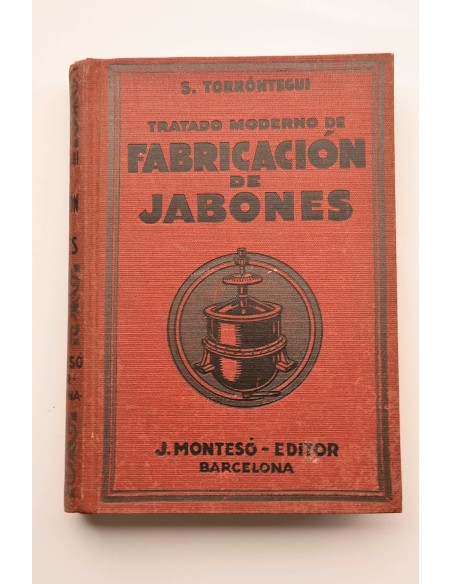 S. TORRÓNTEGUI
TRATADO MODERNO DE
FABRICACIÓN
DE
JABONES
J. MONTESÓ - EDITOR
BARCELONA